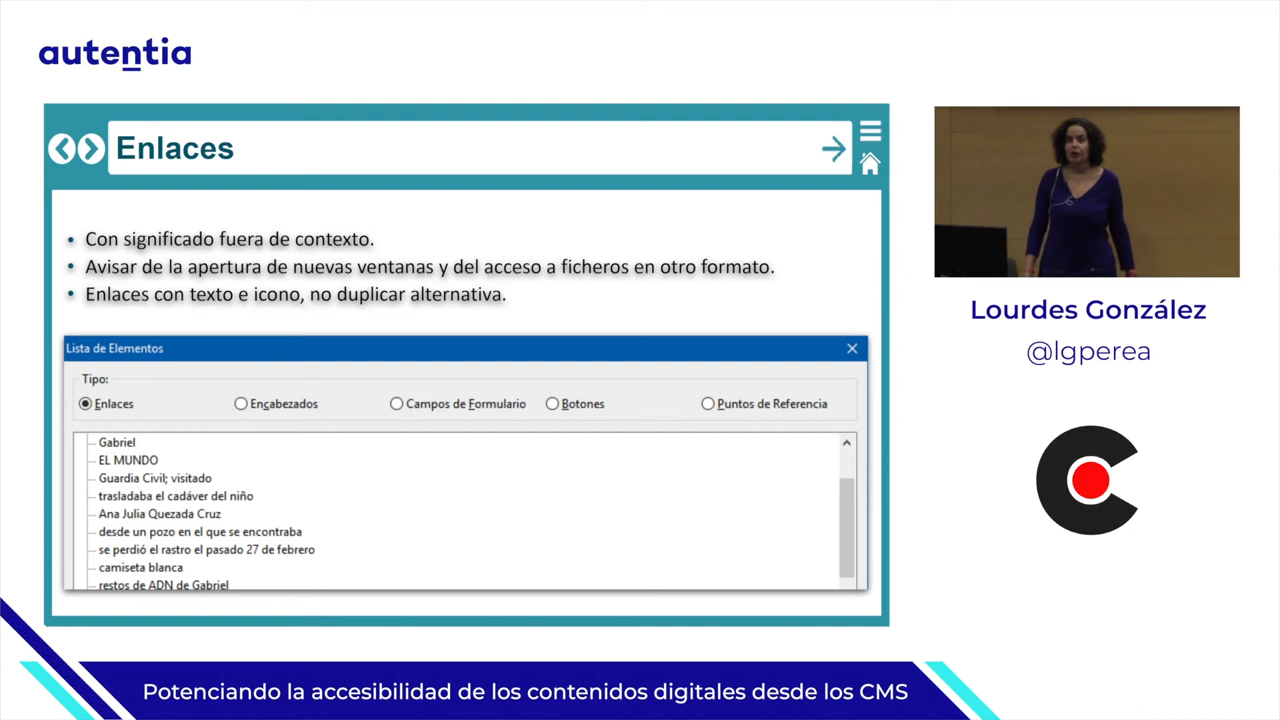 autentia
Enlaces
• Con significado fuera de contexto.
• Avisar de la apertura de nuevas ventanas y del acceso a ficheros en otro formato.
• Enlaces con texto e icono, no duplicar alternativa.
Lista de Elementos
Tipo:
Enlaces Encabezados Campos de Formulario Botones Puntos de Referencia
Gabriel
EL MUNDO
Guardia Civil; visitado
trasladaba el cadáver del niño
Ana Julia Quezada Cruz
desde un pozo en el que se encontraba
se perdió el rastro el pasado 27 de febrero
camiseta blanca
restos de ADN de Gabriel
Lourdes González
@lgperea
Potenciando la accesibilidad de los contenidos digitales desde los CMS